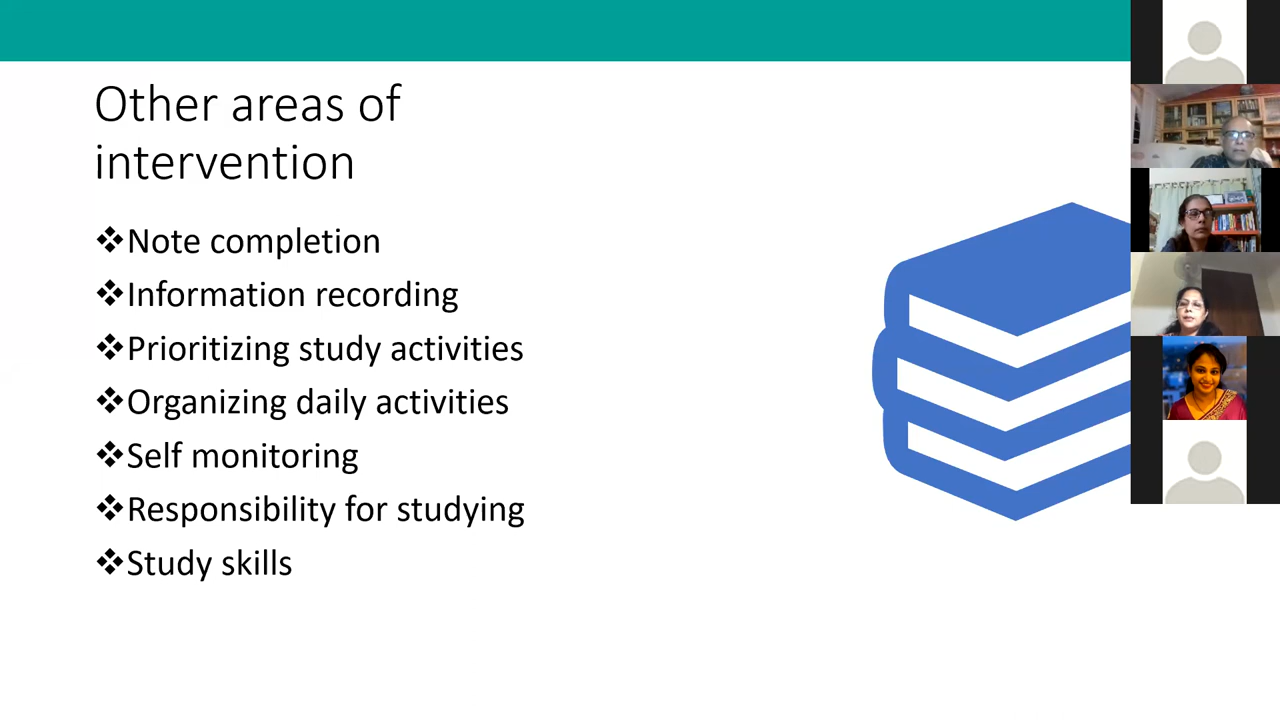 Other areas of
intervention
❖Note completion
❖Information recording
❖Prioritizing study activities
❖Organizing daily activities
❖Self monitoring
❖Responsibility for studying
❖Study skills